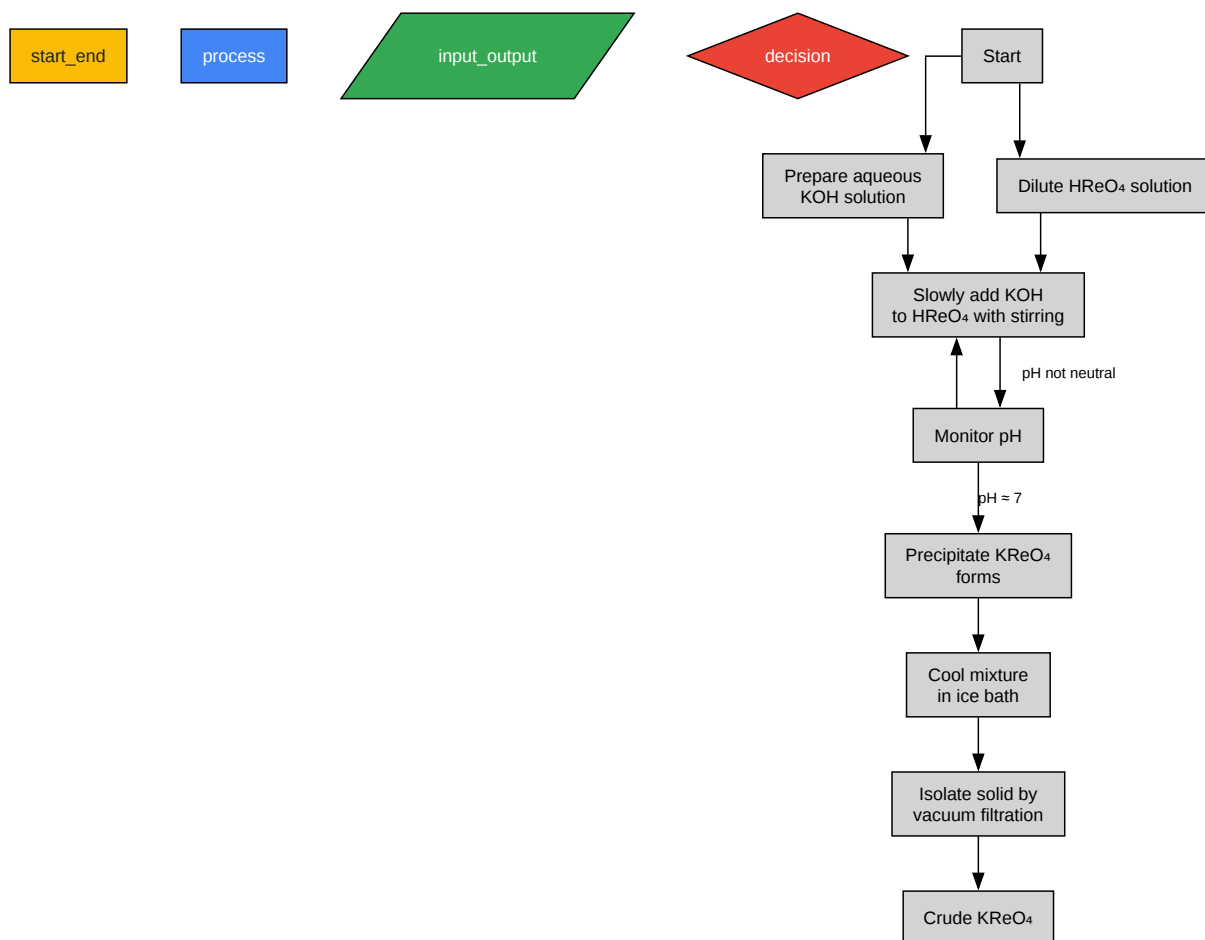 start_end
process
input_output
decision
Start
Prepare aqueous
KOH solution
Dilute HReO₄ solution
Slowly add KOH
to HReO₄ with stirring
pH not neutral
Monitor pH
pH ≈ 7
Precipitate KReO₄
forms
Cool mixture
in ice bath
Isolate solid by
vacuum filtration
Crude KReO₄